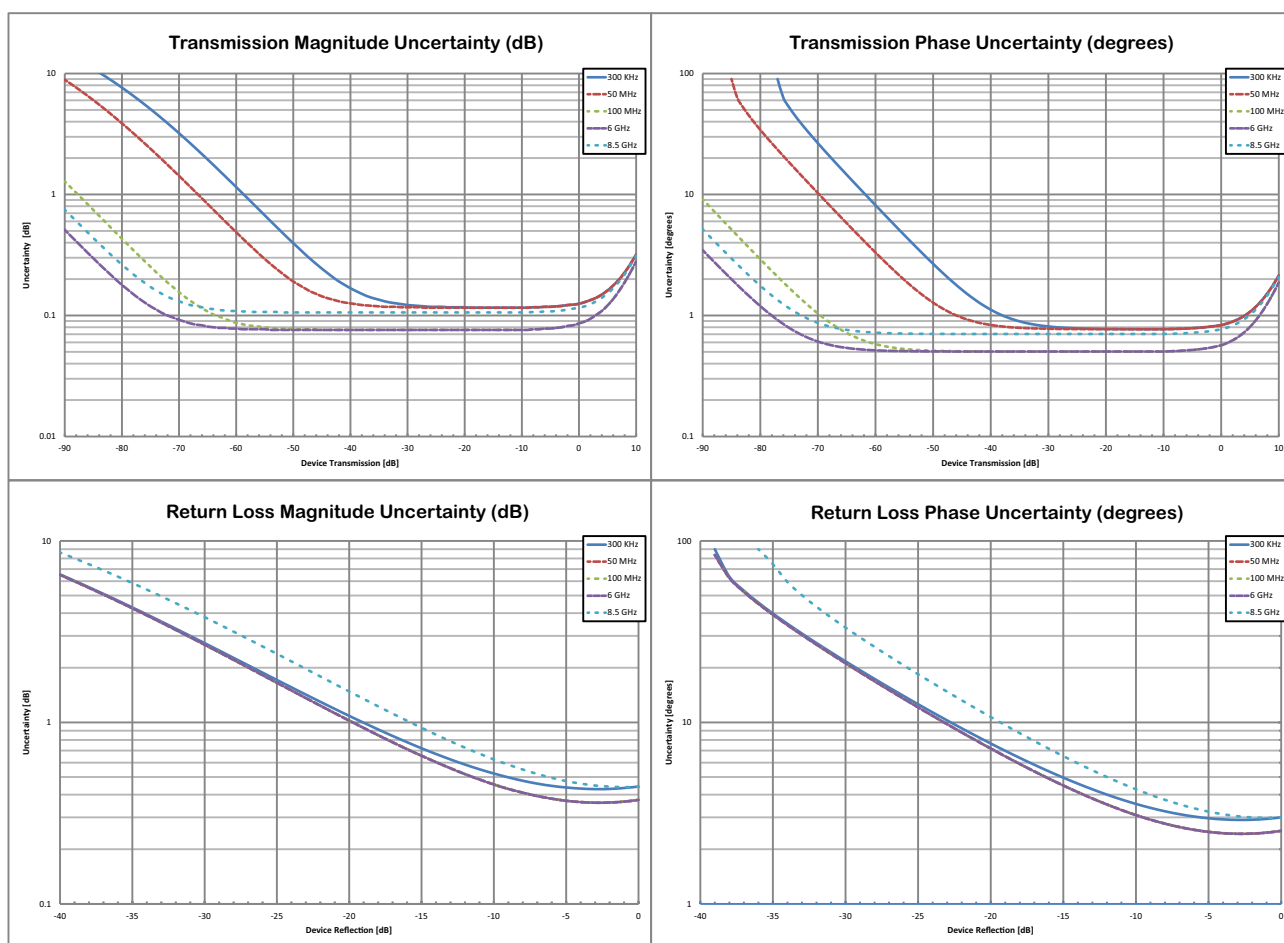 Transmission Magnitude Uncertainty (dB)
300 KHz
50 MHz
100 MHz
6 GHz
8.5 GHz
10
1
0.1
0.01
Uncertainty [dB]
-90 -80 -70 -60 -50 -40 -30 -20 -10 0 10
Device Transmission [dB]
Transmission Phase Uncertainty (degrees)
300 KHz
50 MHz
100 MHz
6 GHz
8.5 GHz
100
10
1
0.1
Uncertainty [degrees]
-90 -80 -70 -60 -50 -40 -30 -20 -10 0 10
Device Transmission [dB]
Return Loss Magnitude Uncertainty (dB)
300 KHz
50 MHz
100 MHz
6 GHz
8.5 GHz
10
1
0.1
Uncertainty [dB]
-40 -35 -30 -25 -20 -15 -10 -5 0
Device Reflection [dB]
Return Loss Phase Uncertainty (degrees)
300 KHz
50 MHz
100 MHz
6 GHz
8.5 GHz
100
10
1
Uncertainty [degrees]
-40 -35 -30 -25 -20 -15 -10 -5 0
Device Reflection [dB]